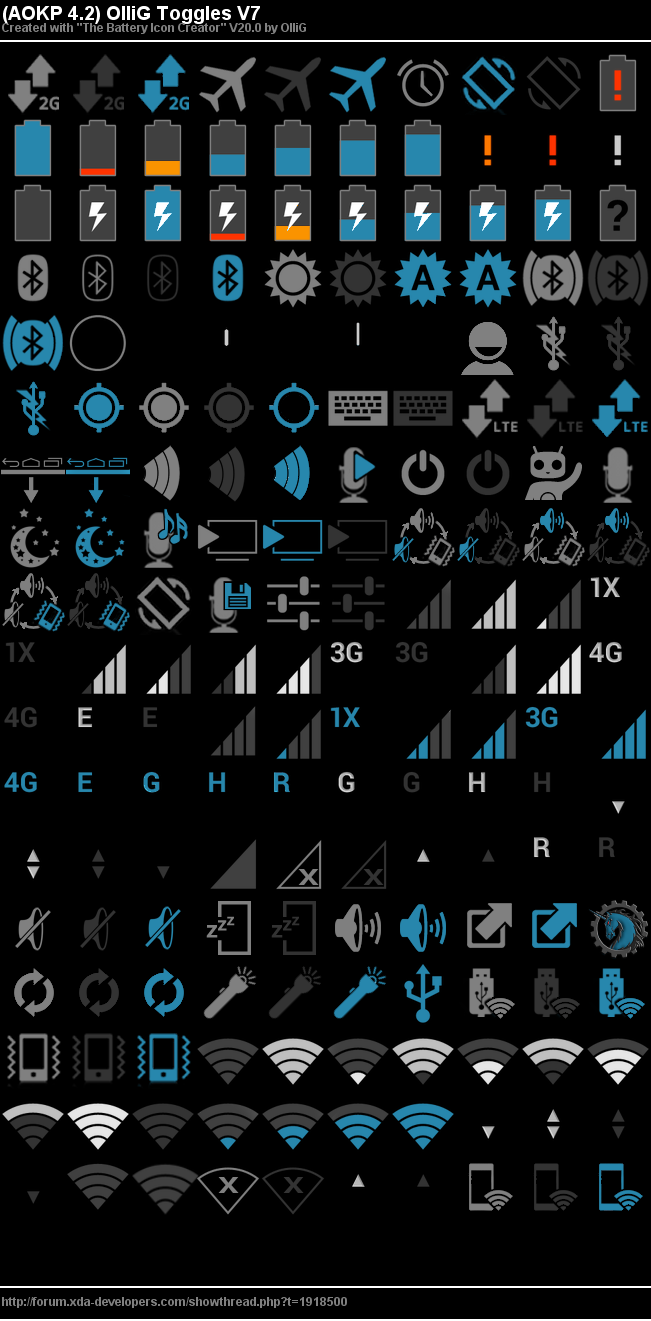 (AOKP 4.2) OlliG Toggles V7
Created with "The Battery Icon Creator" V20.0 by OlliG
2G 2G 2G !
! ! !
?
A A
LTE LTE LTE
1X
1X 3G 3G 4G
4G E E 1X 3G
4G E G H R G G H H
R R
x x
zzz zzz
X X
http://forum.xda-developers.com/showthread.php?t=1918500